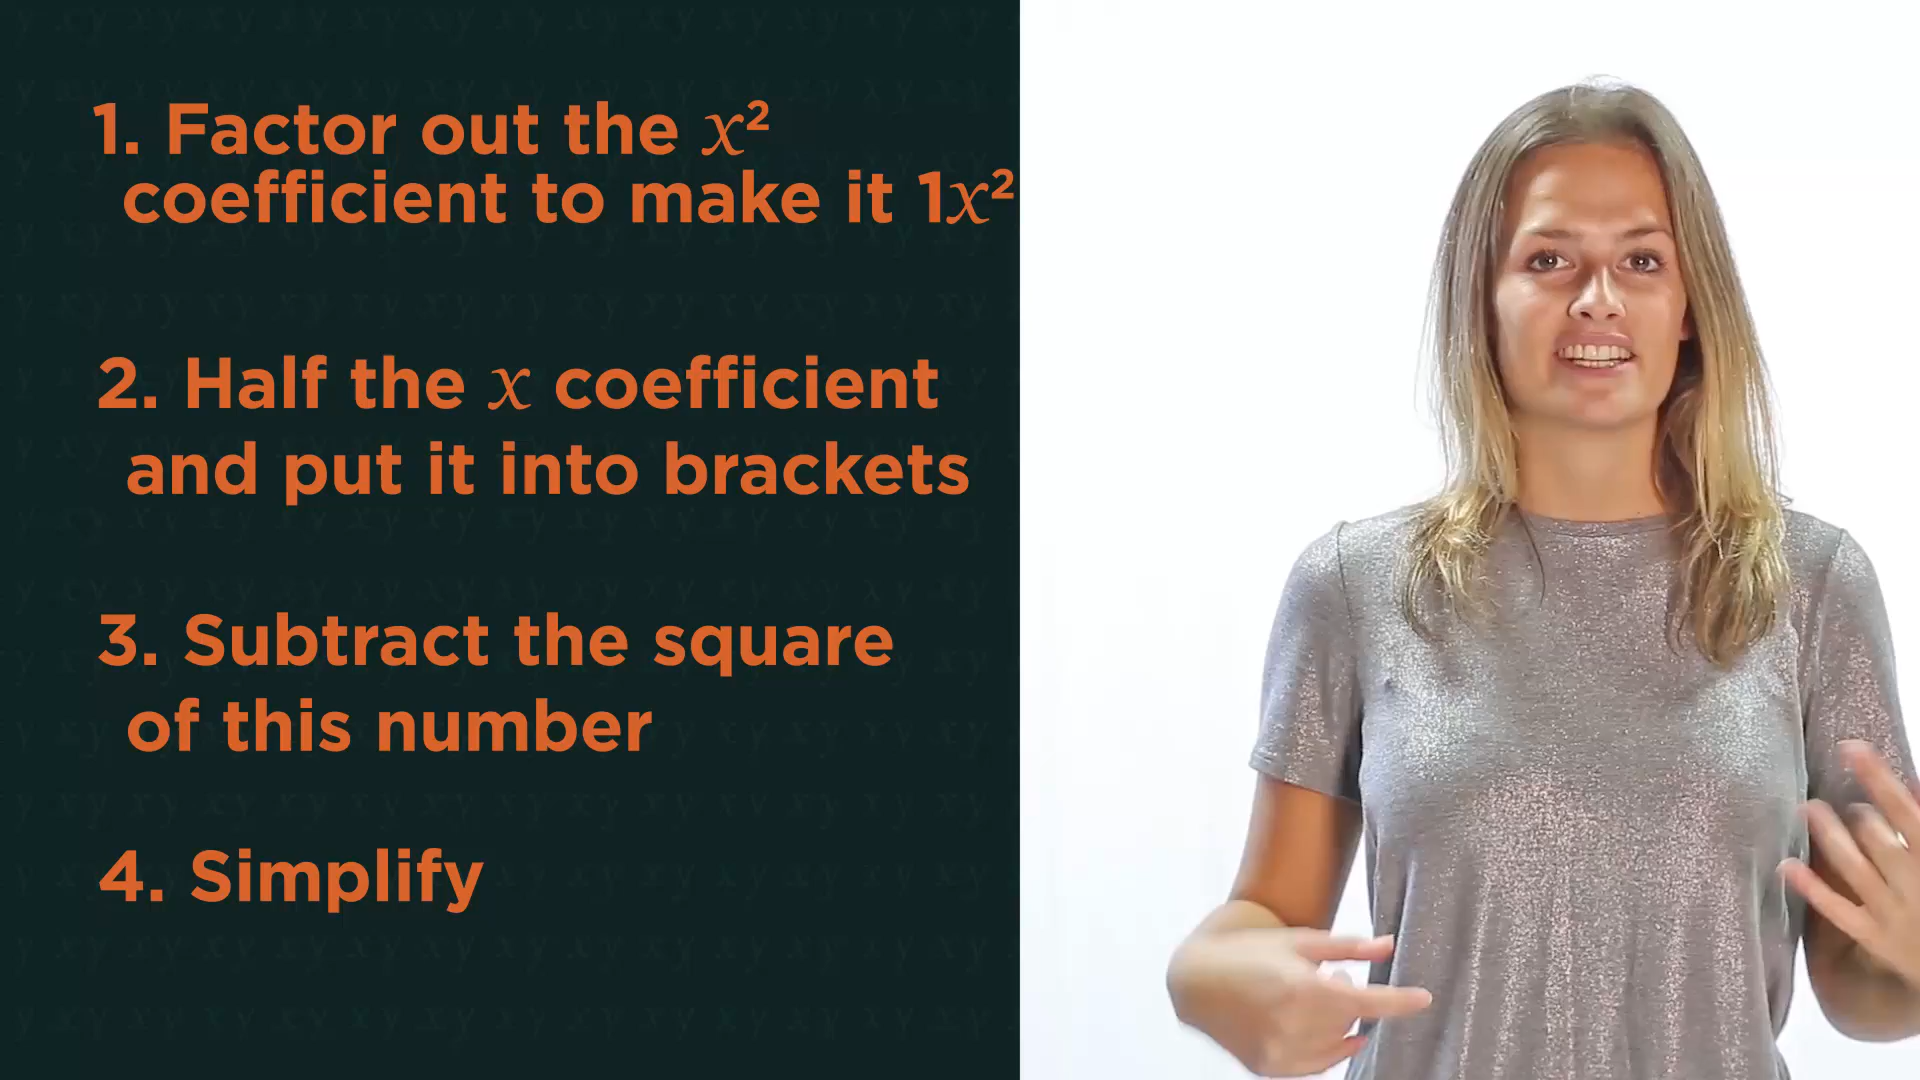 1. Factor out the x²
coefficient to make it 1x²
2. Half the x coefficient
and put it into brackets
3. Subtract the square
of this number
4. Simplify